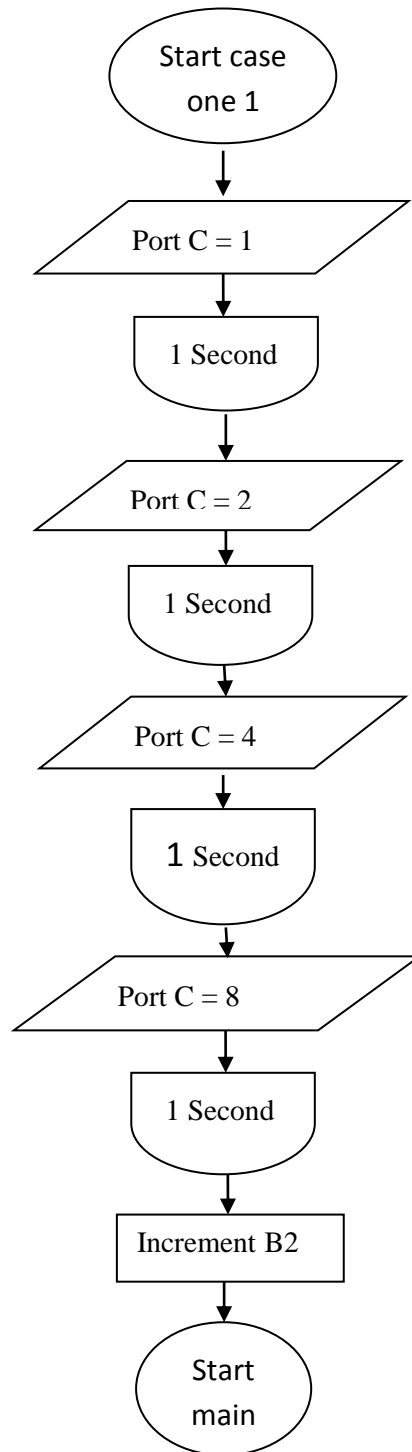 Start case
one 1
Port C = 1
1 Second
Port C = 2
1 Second
Port C = 4
1 Second
Port C = 8
1 Second
Increment B2
Start
main